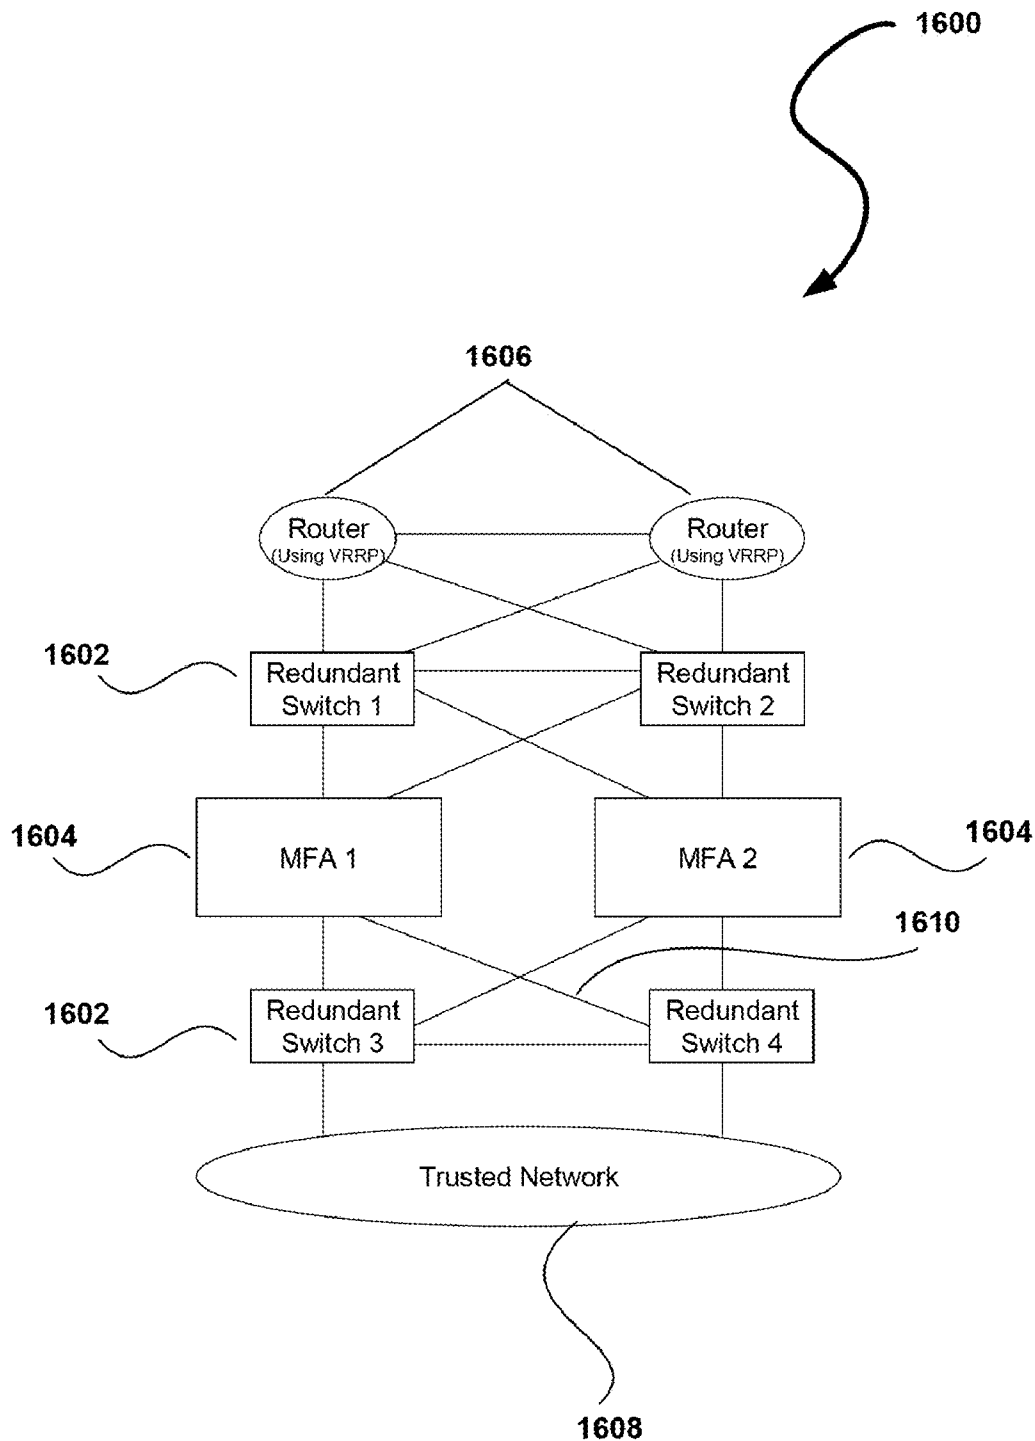 1600
1606
Router
(Using VRRP)
Router
(Using VRRP)
1602
Redundant
Switch 1
Redundant
Switch 2
1604
MFA 1
MFA 2
1604
1610
1602
Redundant
Switch 3
Redundant
Switch 4
Trusted Network
1608